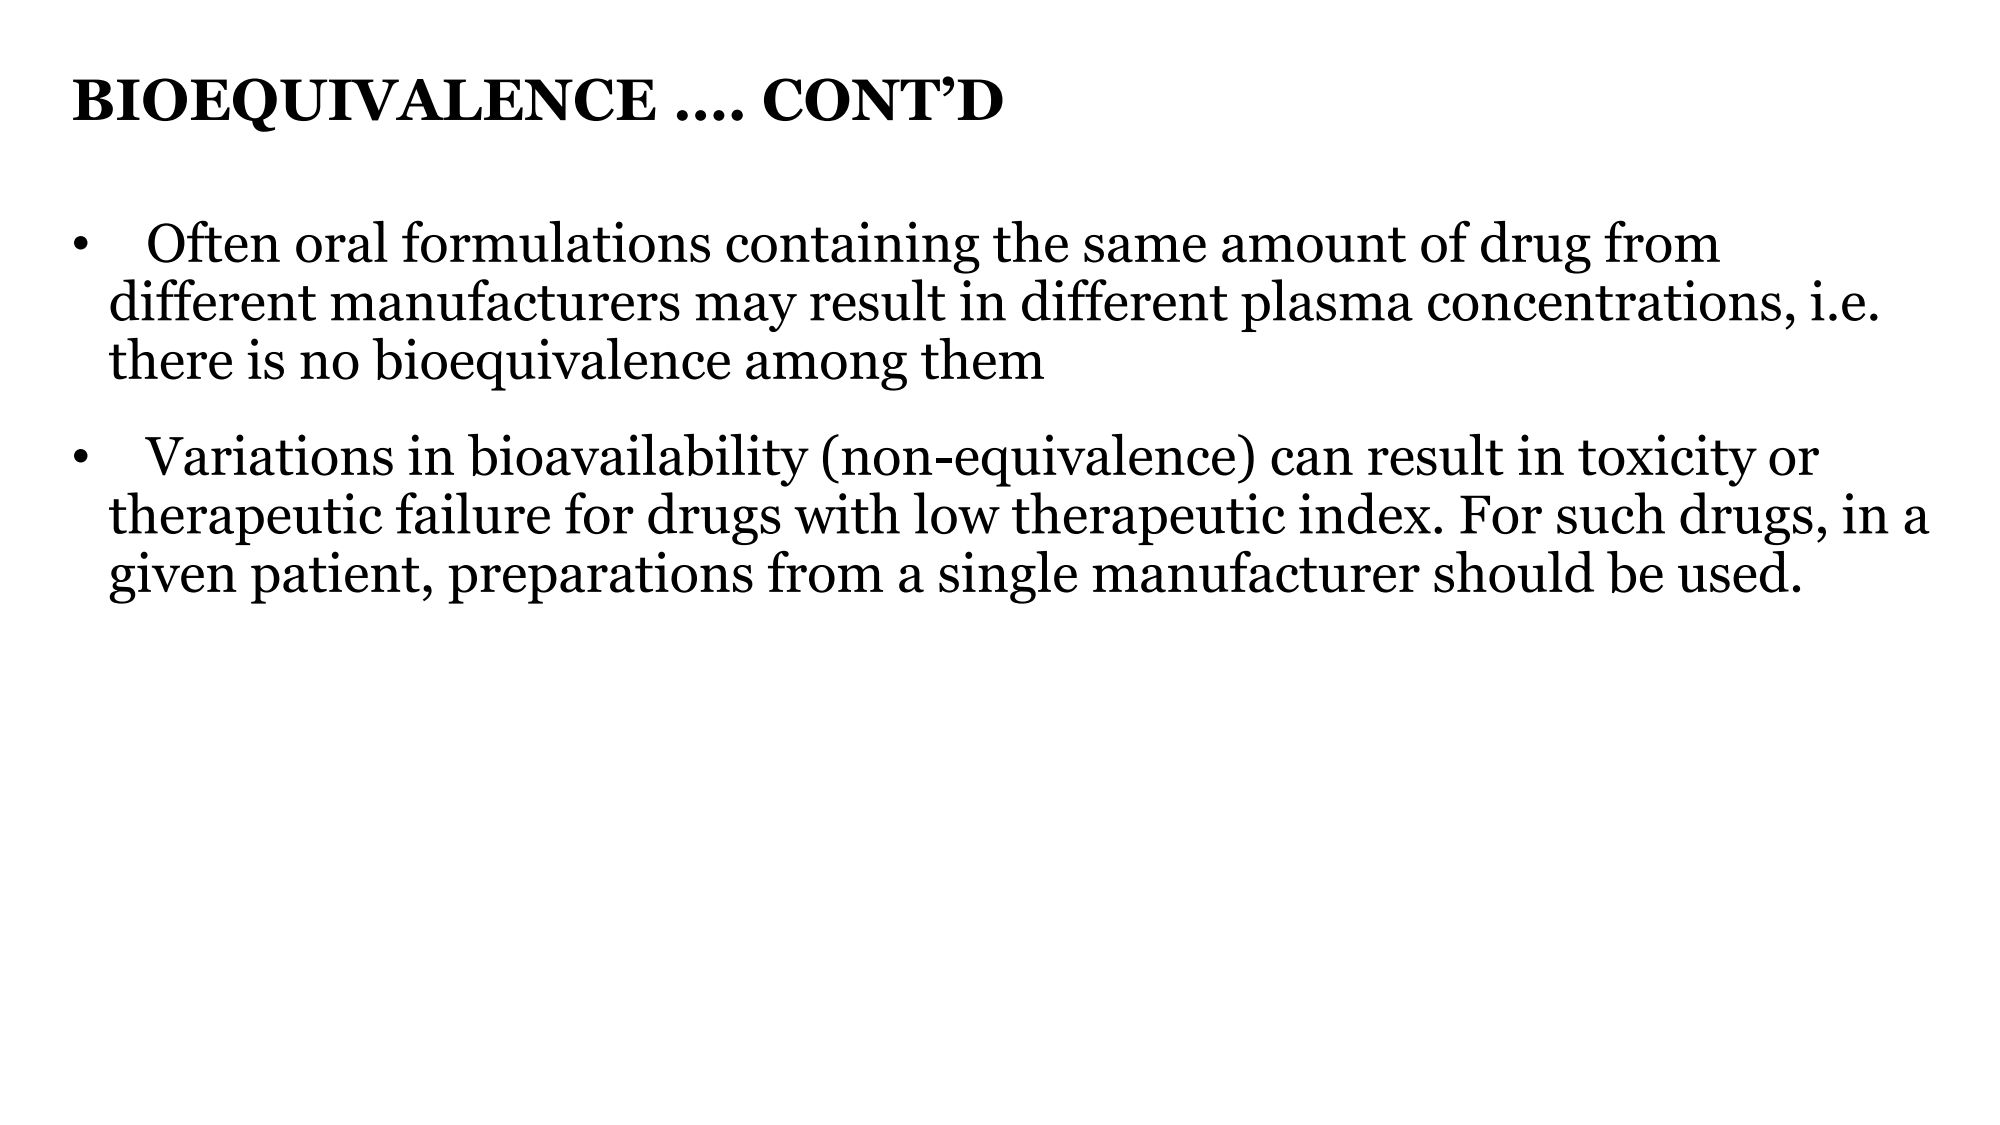 BIOEQUIVALENCE .... CONT’D
• Often oral formulations containing the same amount of drug from
different manufacturers may result in different plasma concentrations, i.e.
there is no bioequivalence among them
• Variations in bioavailability (non-equivalence) can result in toxicity or
therapeutic failure for drugs with low therapeutic index. For such drugs, in a
given patient, preparations from a single manufacturer should be used.